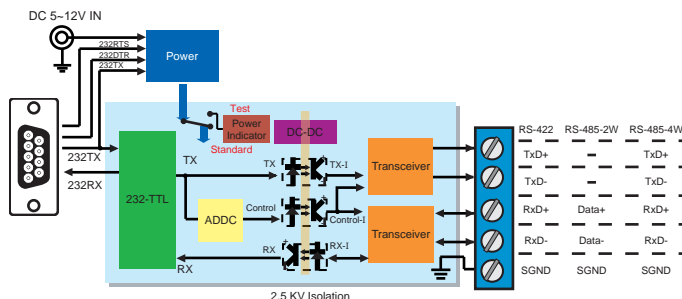 DC 5~12V IN
232RTS
232DTR
232TX
Power
Test
Power
Indicator
DC-DC
Standard
232TX
232RX
232-TTL
TX
ADDC
RX
TX
TX-I
Control
Control-I
RX
RX-I
Transceiver
Transceiver
2.5 KV Isolation
RS-422 RS-485-2W RS-485-4W
TxD+ - TxD+
TxD- - TxD-
RxD+ Data+ RxD+
RxD- Data- RxD-
SGND SGND SGND